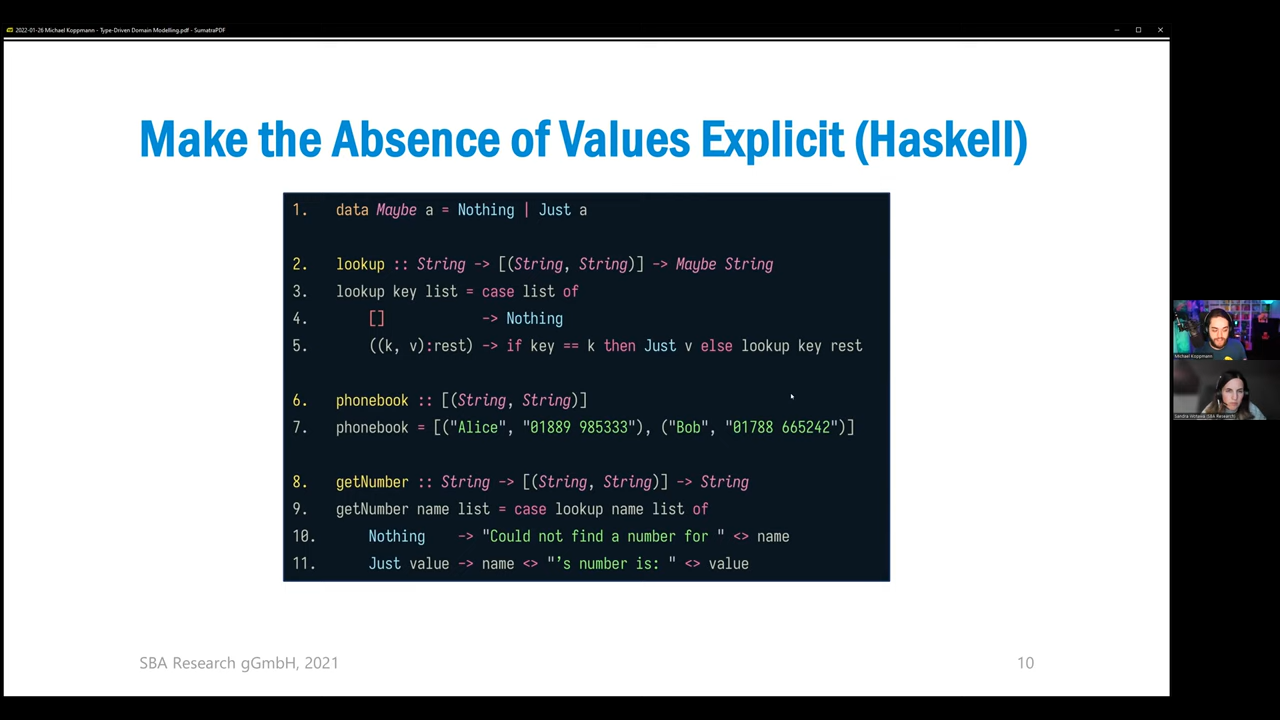 2022-01-26 Michael Koppmann - Type-Driven Domain Modelling.pdf - SumatraPDF
Make the Absence of Values Explicit (Haskell)
1. data Maybe a = Nothing | Just a
2. lookup :: String -> [(String, String)] -> Maybe String
3. lookup key list = case list of
4. [] -> Nothing
5. ((k, v):rest) -> if key == k then Just v else lookup key rest
6. phonebook :: [(String, String)]
7. phonebook = [("Alice", "01889 985333"), ("Bob", "01788 665242")]
8. getNumber :: String -> [(String, String)] -> String
9. getNumber name list = case lookup name list of
10. Nothing -> "Could not find a number for " <> name
11. Just value -> name <> "’s number is: " <> value
SBA Research gGmbH, 2021
10
Michael Koppmann
Sandra (SBA Research)